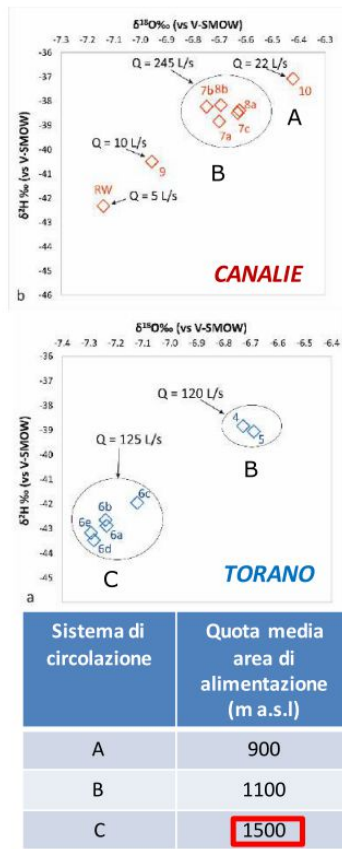 δ¹⁸O‰ (vs V-SMOW)
-7.3 -7.2 -7.1 -7.0 -6.9 -6.8 -6.7 -6.6 -6.5 -6.4 -6.3
-36
-37
-38
-39
-40
-41
-42
-43
-44
-45
-46
δ²H ‰ (vs V-SMOW)
Q = 245 L/s
Q = 22 L/s
7b 8b
10
8a
7a
7c
A
B
Q = 10 L/s
9
RW
Q = 5 L/s
CANALIE
b
δ¹⁸O‰ (vs V-SMOW)
-7.4 -7.3 -7.2 -7.1 -7.0 -6.9 -6.8 -6.7 -6.6 -6.5 -6.4
-36
-37
-38
-39
-40
-41
-42
-43
-44
-45
δ²H ‰ (vs V-SMOW)
Q = 120 L/s
4
5
B
Q = 125 L/s
6c
6b
6e
6a
6d
C
TORANO
a
Sistema di
circolazione
Quota media
area di
alimentazione
(m a.s.l)
A 900
B 1100
C 1500